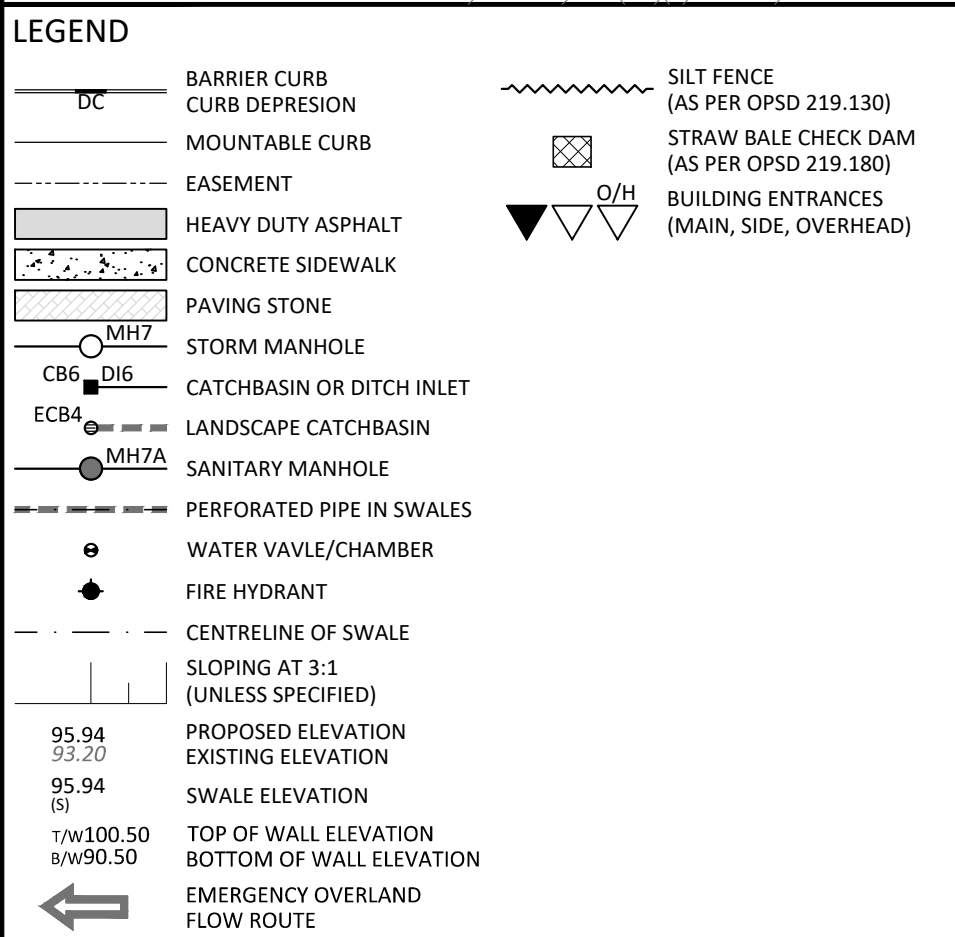 LEGEND
BARRIER CURB
DC
CURB DEPRESION
MOUNTABLE CURB
EASEMENT
HEAVY DUTY ASPHALT
CONCRETE SIDEWALK
PAVING STONE
MH7
STORM MANHOLE
CB6 DI6
CATCHBASIN OR DITCH INLET
ECB4
LANDSCAPE CATCHBASIN
MH7A
SANITARY MANHOLE
PERFORATED PIPE IN SWALES
WATER VAVLE/CHAMBER
FIRE HYDRANT
CENTRELINE OF SWALE
SLOPING AT 3:1
(UNLESS SPECIFIED)
95.94 PROPOSED ELEVATION
93.20 EXISTING ELEVATION
95.94
(S)
SWALE ELEVATION
T/W100.50 TOP OF WALL ELEVATION
B/W90.50 BOTTOM OF WALL ELEVATION
EMERGENCY OVERLAND
FLOW ROUTE
SILT FENCE
(AS PER OPSD 219.130)
STRAW BALE CHECK DAM
(AS PER OPSD 219.180)
O/H
BUILDING ENTRANCES
(MAIN, SIDE, OVERHEAD)